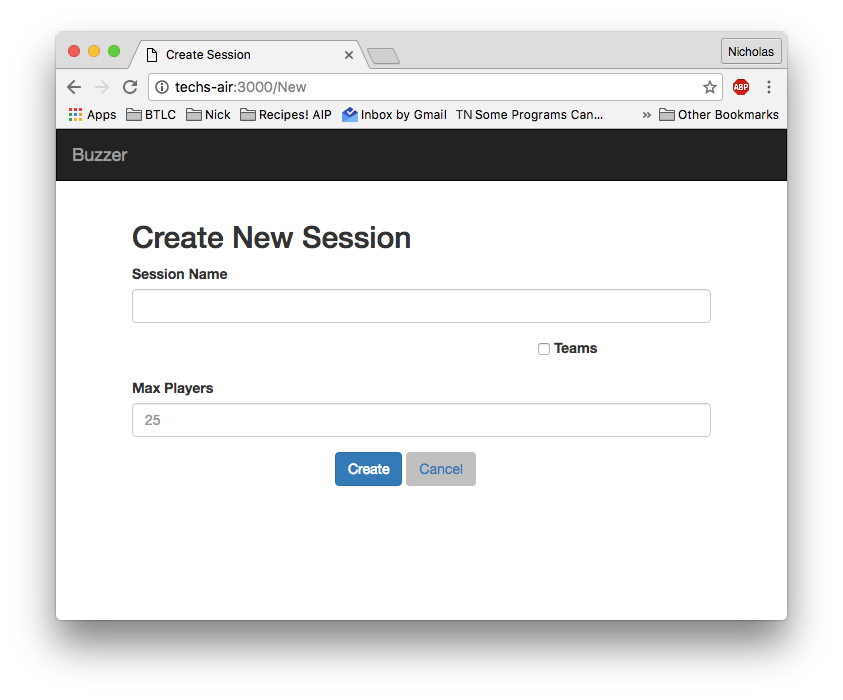 Create Session
Nicholas
techs-air:3000/New
ABP
Apps BTLC Nick Recipes! AIP Inbox by Gmail TN Some Programs Can... » Other Bookmarks
Buzzer
Create New Session
Session Name
Teams
Max Players
25
Create Cancel